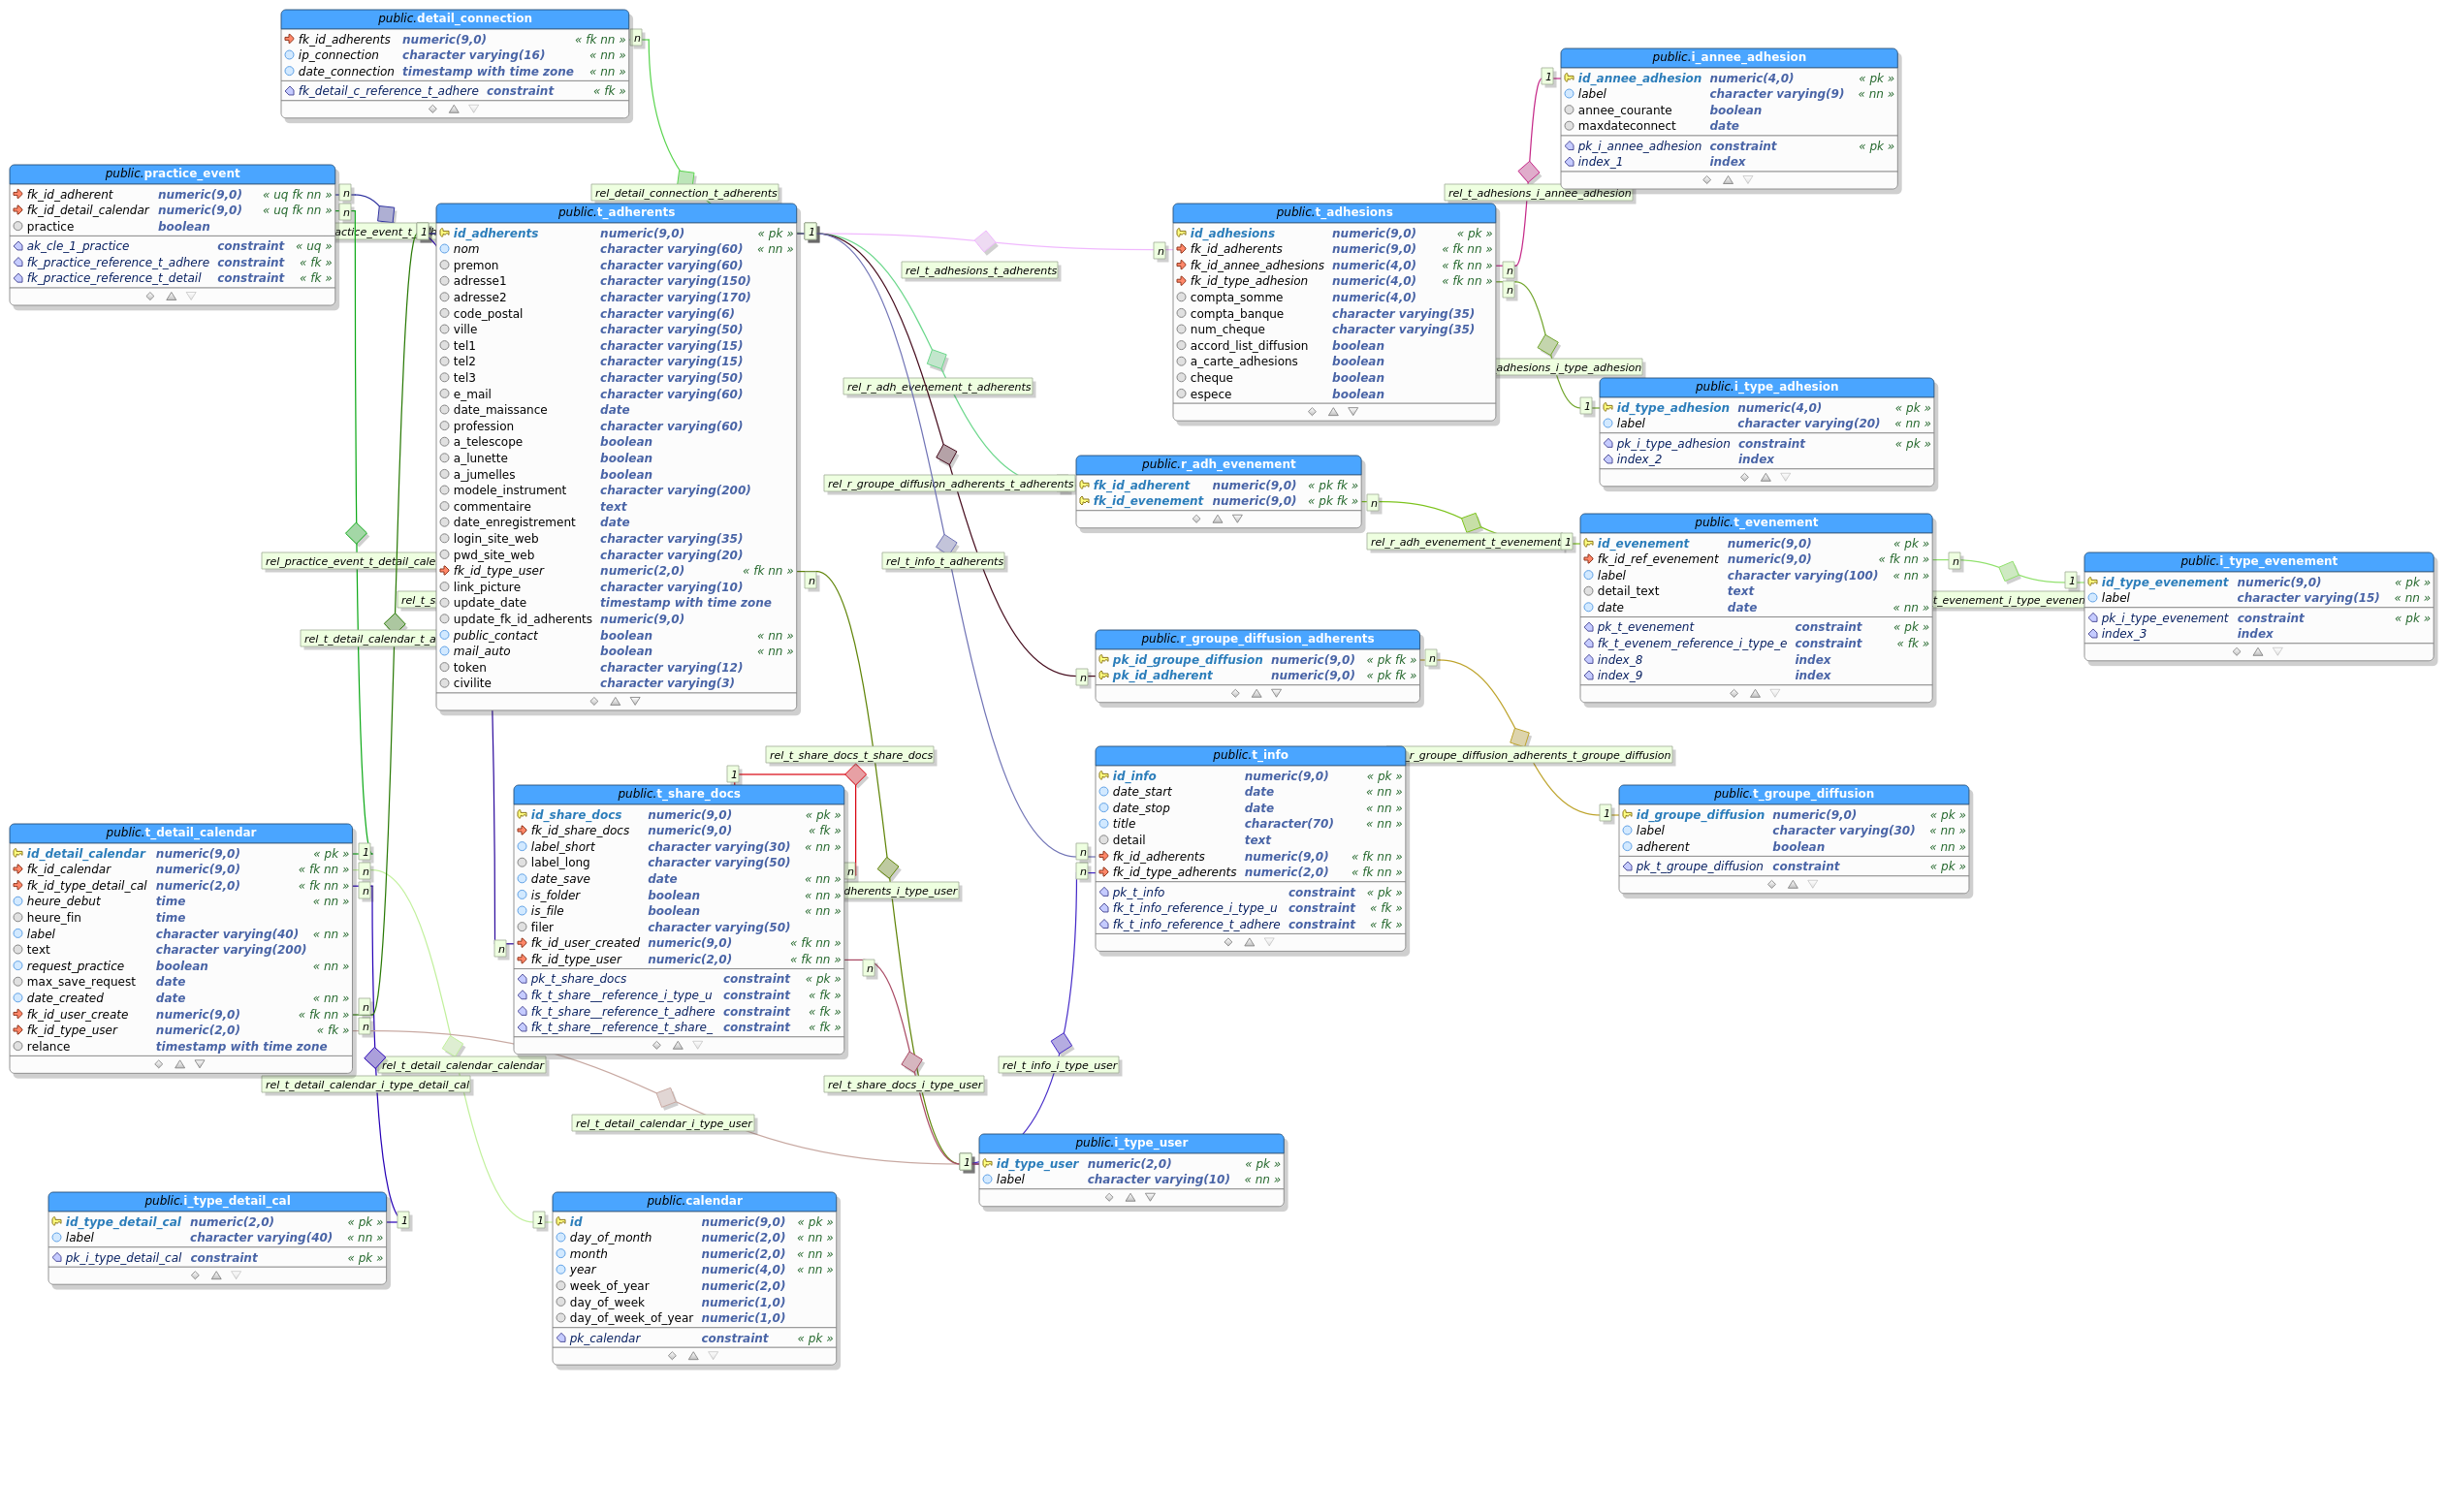 public.detail_connection
fk_id_adherents numeric(9,0) « fk nn »
ip_connection character varying(16) « nn »
date_connection timestamp with time zone « nn »
fk_detail_c_reference_t_adhere constraint « fk »
n
public.i_annee_adhesion
id_annee_adhesion numeric(4,0) « pk »
label character varying(9) « nn »
annee_courante boolean
maxdateconnect date
pk_i_annee_adhesion constraint « pk »
index_1 index
1
public.practice_event
fk_id_adherent numeric(9,0) « uq fk nn »
fk_id_detail_calendar numeric(9,0) « uq fk nn »
practice boolean
ak_cle_1_practice constraint « uq »
fk_practice_reference_t_adhere constraint « fk »
fk_practice_reference_t_detail constraint « fk »
n
n
rel_detail_connection_t_adherents
rel_t_adhesions_i_annee_adhesion
1
public.t_adherents
id_adherents numeric(9,0) « pk »
nom character varying(60) « nn »
premon character varying(60)
adresse1 character varying(150)
adresse2 character varying(170)
code_postal character varying(6)
ville character varying(50)
tel1 character varying(15)
tel2 character varying(15)
tel3 character varying(50)
e_mail character varying(60)
date_maissance date
profession character varying(60)
a_telescope boolean
a_lunette boolean
a_jumelles boolean
modele_instrument character varying(200)
commentaire text
date_enregistrement date
login_site_web character varying(35)
pwd_site_web character varying(20)
fk_id_type_user numeric(2,0) « fk nn »
link_picture character varying(10)
update_date timestamp with time zone
update_fk_id_adherents numeric(9,0)
public_contact boolean « nn »
mail_auto boolean « nn »
token character varying(12)
civilite character varying(3)
1
n
rel_t_adhesions_t_adherents
n
public.t_adhesions
id_adhesions numeric(9,0) « pk »
fk_id_adherents numeric(9,0) « fk nn »
fk_id_annee_adhesions numeric(4,0) « fk nn »
fk_id_type_adhesion numeric(4,0) « fk nn »
compta_somme numeric(4,0)
compta_banque character varying(35)
num_cheque character varying(35)
accord_list_diffusion boolean
a_carte_adhesions boolean
cheque boolean
espece boolean
n
n
adhesions_i_type_adhesion
1
public.i_type_adhesion
id_type_adhesion numeric(4,0) « pk »
label character varying(20) « nn »
pk_i_type_adhesion constraint « pk »
index_2 index
rel_r_adh_evenement_t_adherents
rel_r_groupe_diffusion_adherents_t_adherents
public.r_adh_evenement
fk_id_adherent numeric(9,0) « pk fk »
fk_id_evenement numeric(9,0) « pk fk »
n
rel_r_adh_evenement_t_evenement
1
public.t_evenement
id_evenement numeric(9,0) « pk »
fk_id_ref_evenement numeric(9,0) « fk nn »
label character varying(100) « nn »
detail_text text
date date « nn »
pk_t_evenement constraint « pk »
fk_t_evenem_reference_i_type_e constraint « fk »
index_8 index
index_9 index
n
t_evenement_i_type_evenem
1
public.i_type_evenement
id_type_evenement numeric(9,0) « pk »
label character varying(15) « nn »
pk_i_type_evenement constraint « pk »
index_3 index
rel_t_info_t_adherents
rel_practice_event_t_detail_cale
rel_t_s
rel_t_detail_calendar_t_a
public.r_groupe_diffusion_adherents
pk_id_groupe_diffusion numeric(9,0) « pk fk »
pk_id_adherent numeric(9,0) « pk fk »
n
n
r_groupe_diffusion_adherents_t_groupe_diffusion
public.t_info
id_info numeric(9,0) « pk »
date_start date « nn »
date_stop date « nn »
title character(70) « nn »
detail text
fk_id_adherents numeric(9,0) « fk nn »
fk_id_type_adherents numeric(2,0) « fk nn »
pk_t_info constraint « pk »
fk_t_info_reference_i_type_u constraint « fk »
fk_t_info_reference_t_adhere constraint « fk »
n
n
1
public.t_groupe_diffusion
id_groupe_diffusion numeric(9,0) « pk »
label character varying(30) « nn »
adherent boolean « nn »
pk_t_groupe_diffusion constraint « pk »
rel_t_share_docs_t_share_docs
1
public.t_share_docs
id_share_docs numeric(9,0) « pk »
fk_id_share_docs numeric(9,0) « fk »
label_short character varying(30) « nn »
label_long character varying(50)
date_save date « nn »
is_folder boolean « nn »
is_file boolean « nn »
filer character varying(50)
fk_id_user_created numeric(9,0) « fk nn »
fk_id_type_user numeric(2,0) « fk nn »
pk_t_share_docs constraint « pk »
fk_t_share__reference_i_type_u constraint « fk »
fk_t_share__reference_t_adhere constraint « fk »
fk_t_share__reference_t_share_ constraint « fk »
n
n
n
dherents_i_type_user
public.t_detail_calendar
id_detail_calendar numeric(9,0) « pk »
fk_id_calendar numeric(9,0) « fk nn »
fk_id_type_detail_cal numeric(2,0) « fk nn »
heure_debut time « nn »
heure_fin time
label character varying(40) « nn »
text character varying(200)
request_practice boolean « nn »
max_save_request date
date_created date « nn »
fk_id_user_create numeric(9,0) « fk nn »
fk_id_type_user numeric(2,0) « fk »
relance timestamp with time zone
1
n
n
n
n
rel_t_detail_calendar_calendar
rel_t_detail_calendar_i_type_detail_cal
rel_t_share_docs_i_type_user
rel_t_info_i_type_user
rel_t_detail_calendar_i_type_user
1
public.i_type_user
id_type_user numeric(2,0) « pk »
label character varying(10) « nn »
public.i_type_detail_cal
id_type_detail_cal numeric(2,0) « pk »
label character varying(40) « nn »
pk_i_type_detail_cal constraint « pk »
1
1
public.calendar
id numeric(9,0) « pk »
day_of_month numeric(2,0) « nn »
month numeric(2,0) « nn »
year numeric(4,0) « nn »
week_of_year numeric(2,0)
day_of_week numeric(1,0)
day_of_week_of_year numeric(1,0)
pk_calendar constraint « pk »